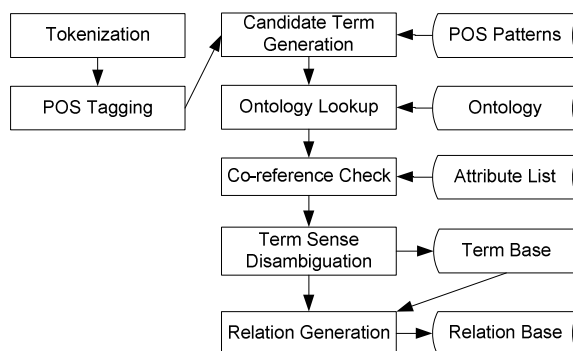 Tokenization
POS Tagging
Candidate Term
Generation
POS Patterns
Ontology Lookup
Ontology
Co-reference Check
Attribute List
Term Sense
Disambiguation
Term Base
Relation Generation
Relation Base